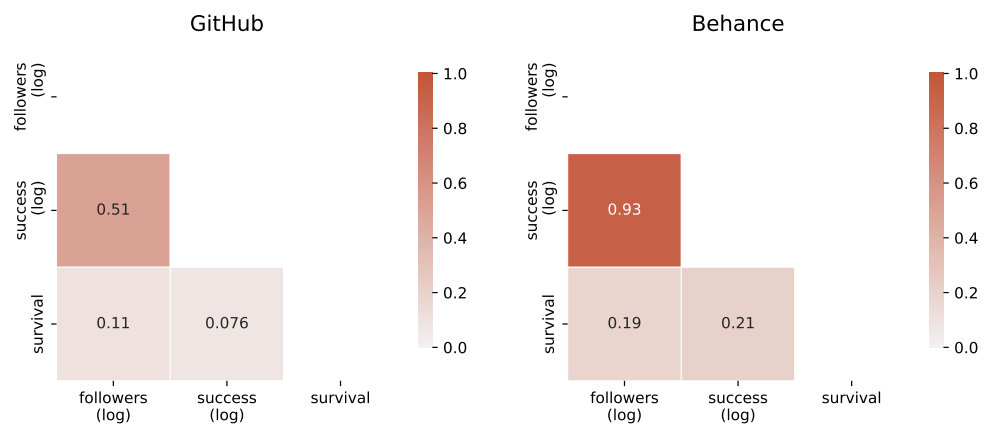 GitHub
followers
(log)
success
(log)
survival
0.51
0.11
0.076
followers
(log)
success
(log)
survival
1.0
0.8
0.6
0.4
0.2
0.0
Behance
followers
(log)
success
(log)
survival
0.93
0.19
0.21
followers
(log)
success
(log)
survival
1.0
0.8
0.6
0.4
0.2
0.0